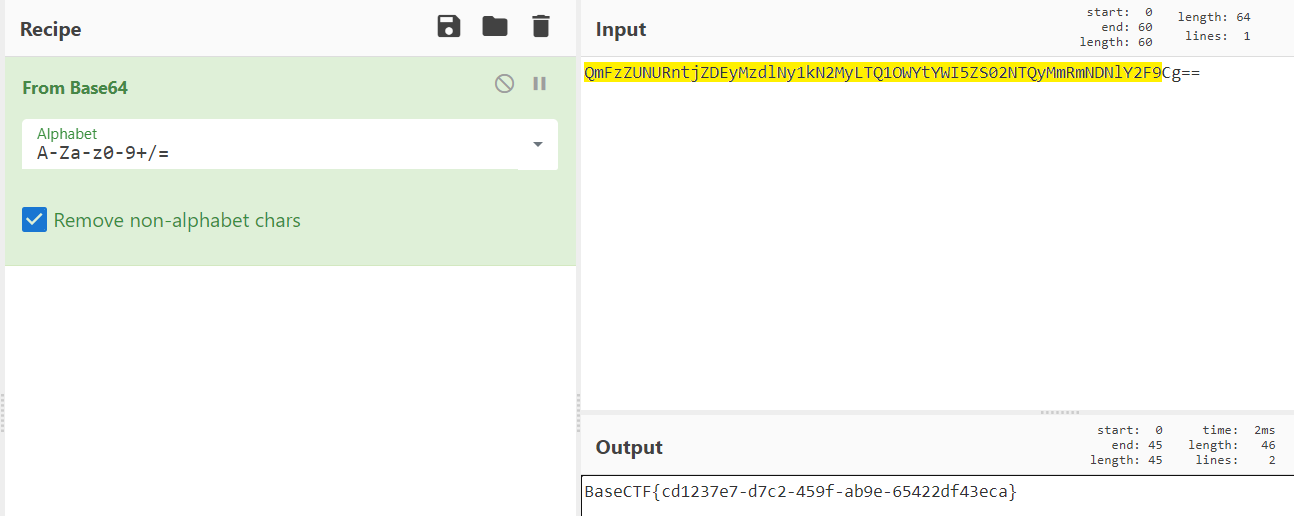 Recipe
From Base64
Alphabet
A-Za-z0-9+/=
Remove non-alphabet chars
Input
start: 0
end: 60
length: 60
length: 64
lines: 1
QmFzZUNURntjZDEyMzdlNy1kN2MyLTQ1OWYtYWI5ZS02NTQyMmRmNDNlY2F9Cg==
Output
start: 0
end: 45
length: 45
time: 2ms
length: 46
lines: 2
BaseCTF{cd1237e7-d7c2-459f-ab9e-65422df43eca}